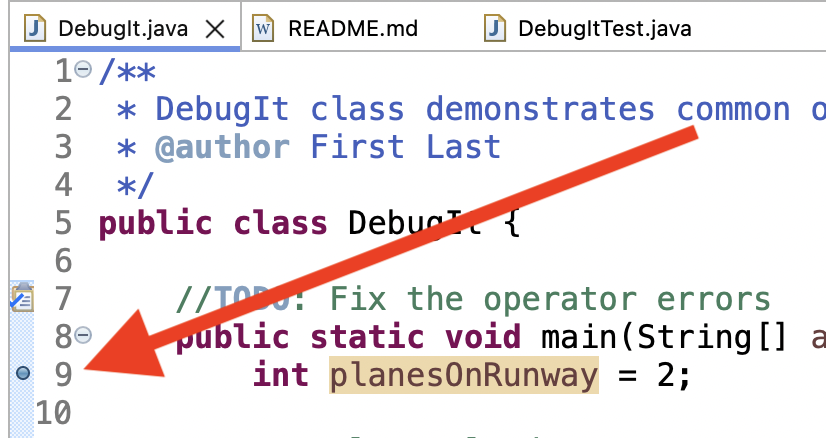 DebugIt.java README.md DebugItTest.java
1 /**
2 * DebugIt class demonstrates common
3 * @author First Last
4 */
5 public class DebugIt {
6
7 //TODO: Fix the operator errors
8 public static void main(String[]
9 int planesOnRunway = 2;
10